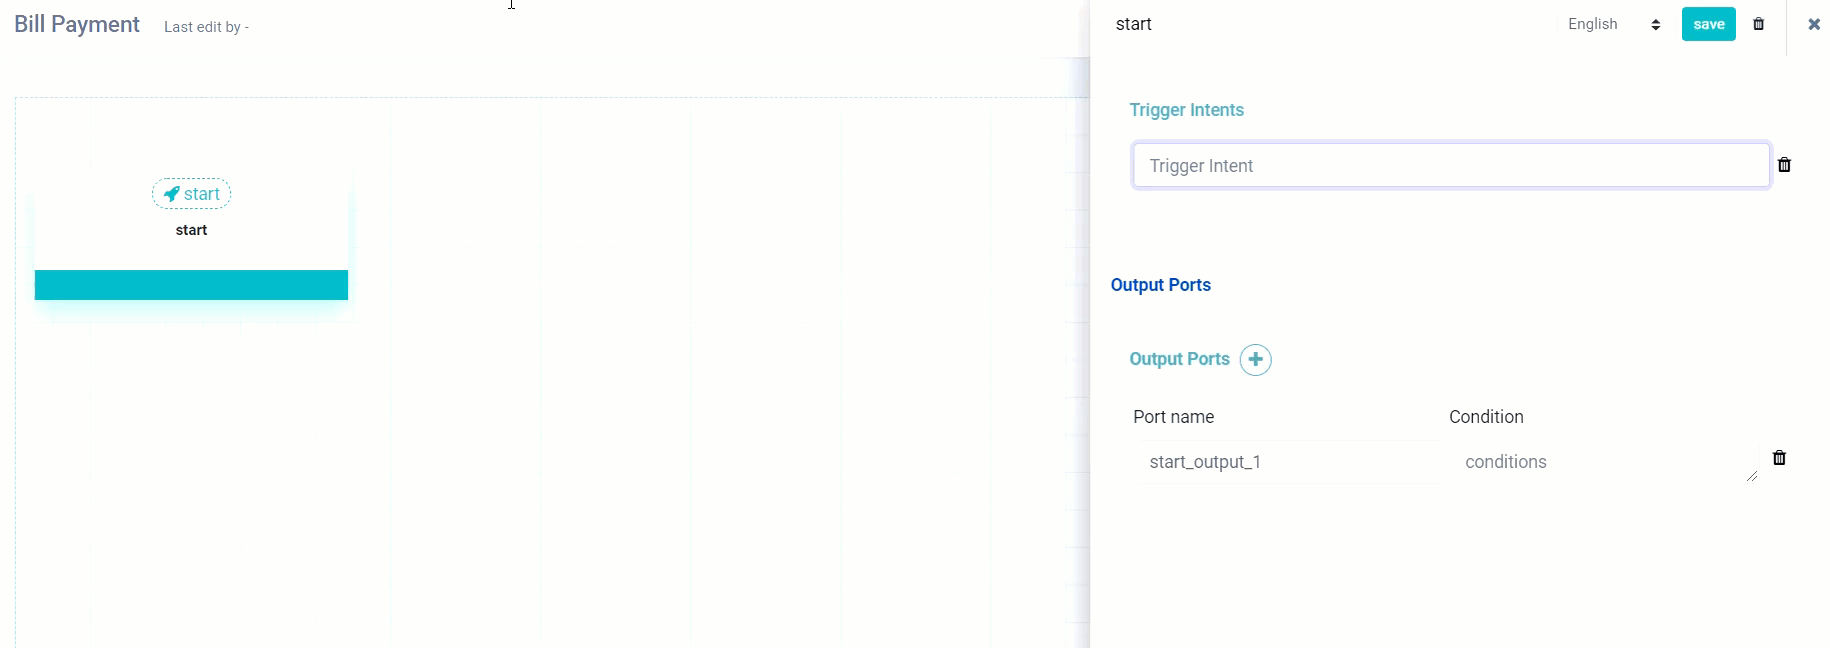 Bill Payment Last edit by -
start English save
Trigger Intents
Trigger Intent
start
start
Output Ports
Output Ports
Port name Condition
start_output_1 conditions